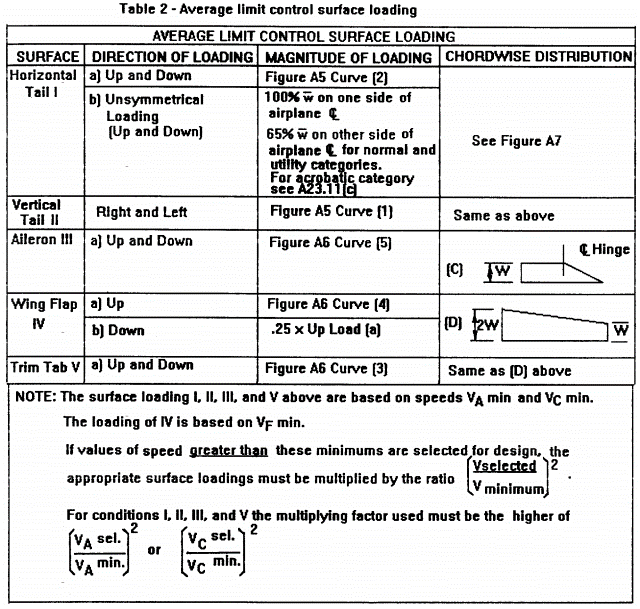 Table 2 - Average limit control surface loading
AVERAGE LIMIT CONTROL SURFACE LOADING
SURFACE DIRECTION OF LOADING MAGNITUDE OF LOADING CHORDWISE DISTRIBUTION
Horizontal Tail I
a) Up and Down
Figure A5 Curve (2)
b) Unsymmetrical
Loading
(Up and Down)
100% w̅ on one side of
airplane ℄
65% w̅ on other side of
airplane ℄ for normal and
utility categories.
For acrobatic category
see A23.11(c)
See Figure A7
Vertical
Tail II
Right and Left
Figure A5 Curve (1)
Same as above
Aileron III
a) Up and Down
Figure A6 Curve (5)
(C) W ℄ Hinge
Wing Flap
IV
a) Up
Figure A6 Curve (4)
b) Down
.25 x Up Load (a)
(D) 2W W̅
Trim Tab V
a) Up and Down
Figure A6 Curve (3)
Same as (D) above
NOTE: The surface loading I, II, III, and V above are based on speeds VA min and VC min.
The loading of IV is based on VF min.
If values of speed greater than these minimums are selected for design, the
appropriate surface loadings must be multiplied by the ratio (Vselected / V minimum)2 .
For conditions I, II, III, and V the multiplying factor used must be the higher of
(VA sel. / VA min.)2 or (VC sel. / VC min.)2